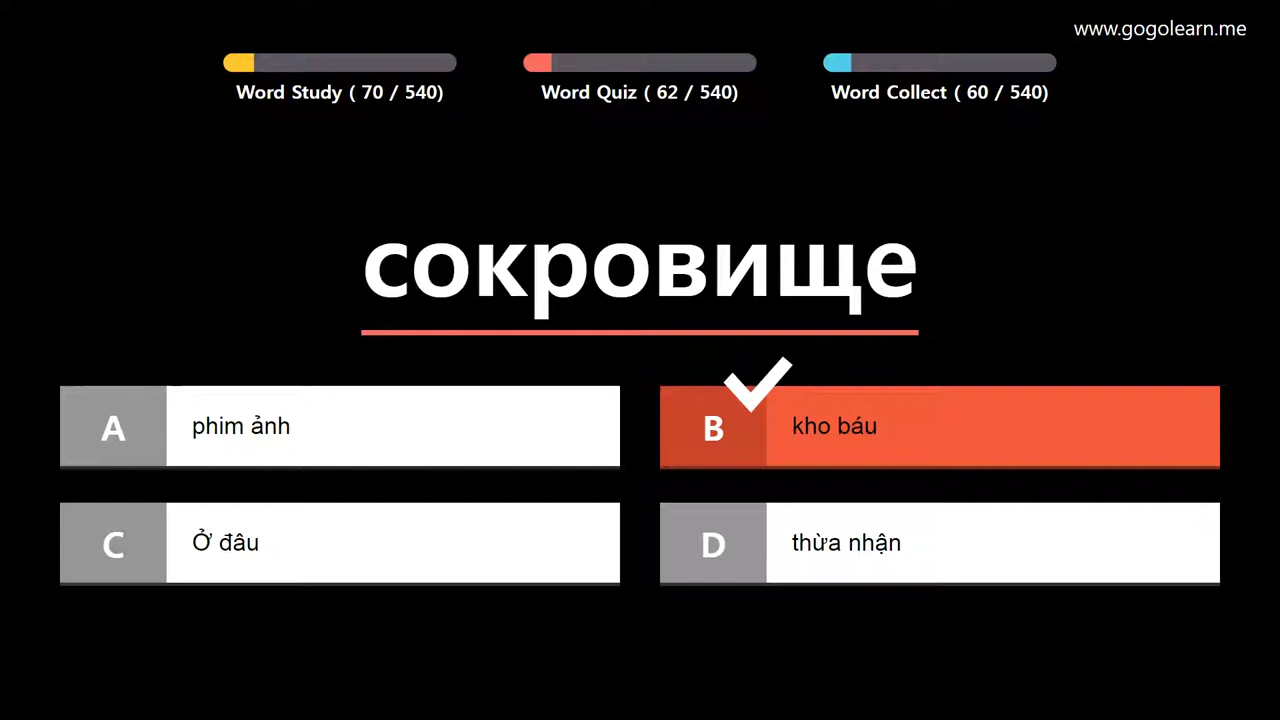 www.gogolearn.me
Word Study ( 70 / 540)
Word Quiz ( 62 / 540)
Word Collect ( 60 / 540)
сокровище
A
phim ảnh
B
kho báu
C
Ở đâu
D
thừa nhận